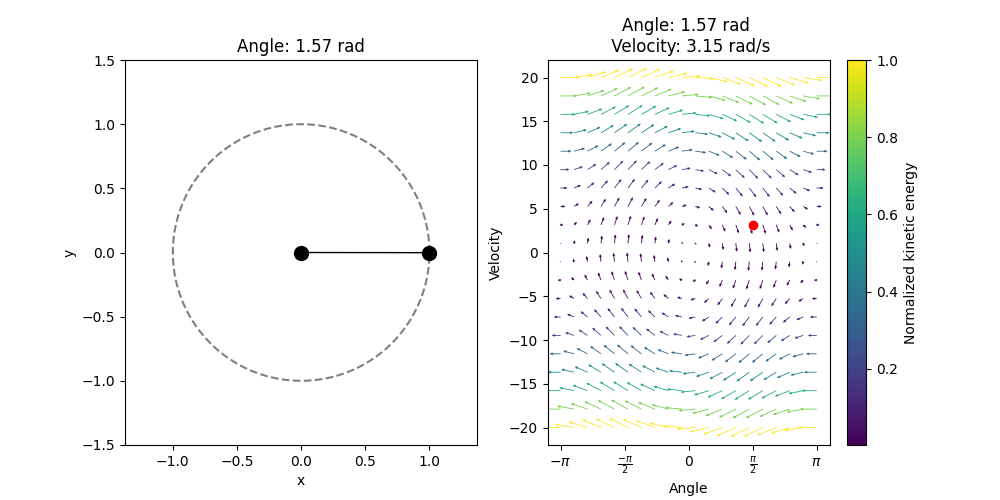 Angle: 1.57 rad
1.5
1.0
0.5
0.0
−0.5
−1.0
−1.5
y
−1.0
−0.5
0.0
0.5
1.0
x
Angle: 1.57 rad
Velocity: 3.15 rad/s
20
15
10
5
0
−5
−10
−15
−20
Velocity
−π
−π/2
0
π/2
π
Angle
1.0
0.8
0.6
0.4
0.2
Normalized kinetic energy